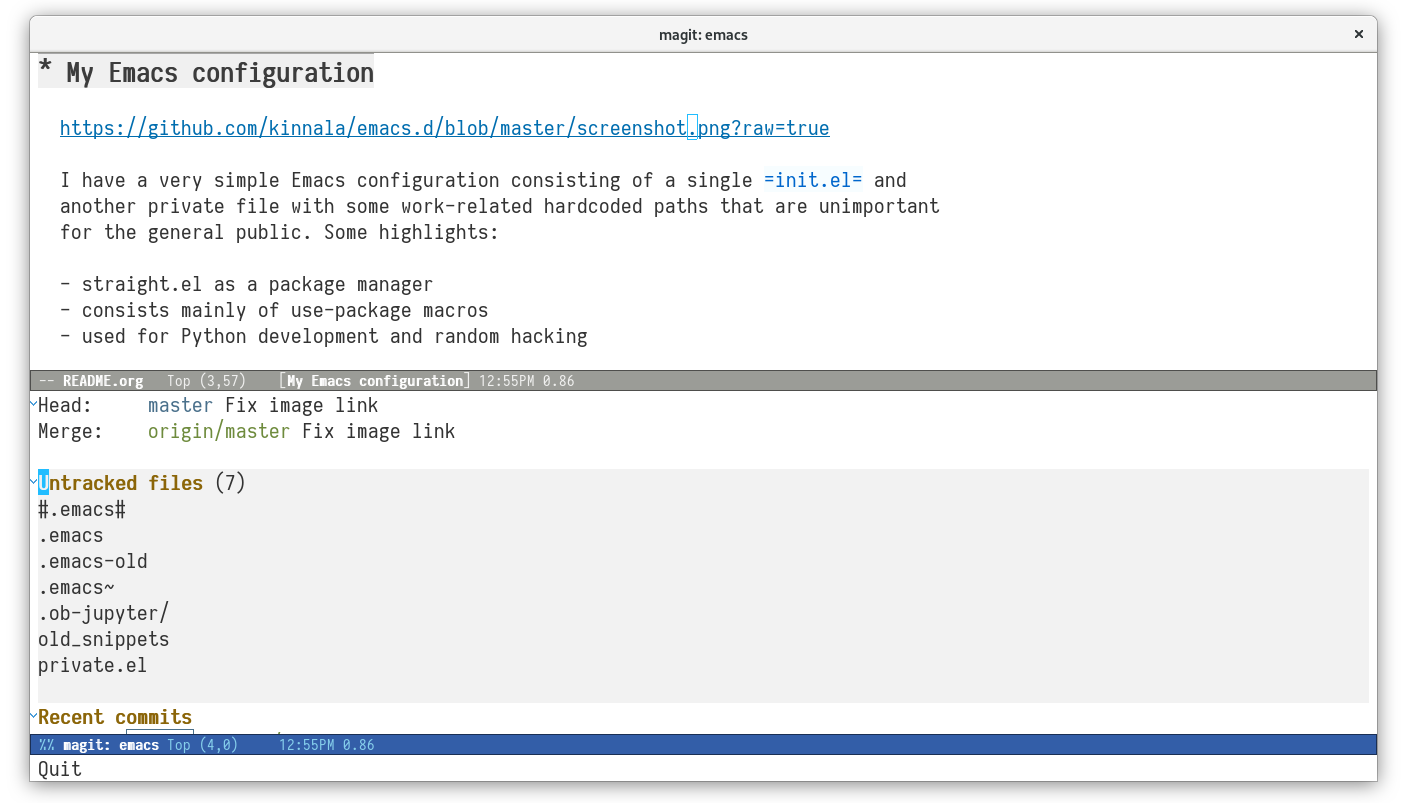 magit: emacs ×
* My Emacs configuration
https://github.com/kinnala/emacs.d/blob/master/screenshot.png?raw=true
I have a very simple Emacs configuration consisting of a single =init.el= and
another private file with some work-related hardcoded paths that are unimportant
for the general public. Some highlights:
- straight.el as a package manager
- consists mainly of use-package macros
- used for Python development and random hacking
-- README.org Top (3,57) [My Emacs configuration] 12:55PM 0.86
Head: master Fix image link
Merge: origin/master Fix image link
Untracked files (7)
#.emacs#
.emacs
.emacs-old
.emacs~
.ob-jupyter/
old_snippets
private.el
Recent commits
%% magit: emacs Top (4,0) 12:55PM 0.86
Quit